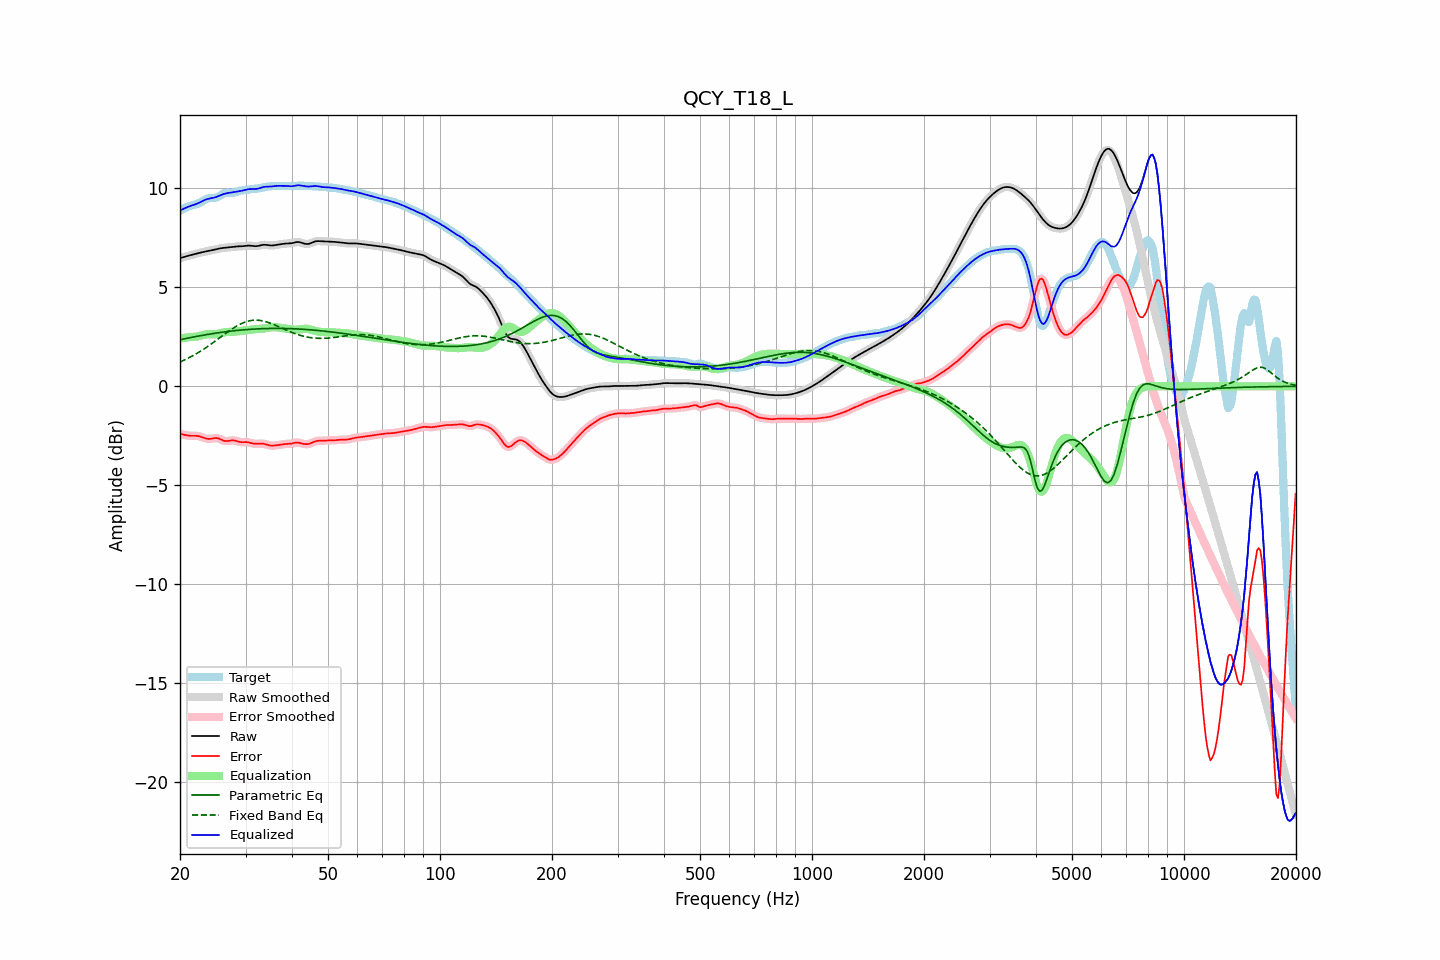 QCY_T18_L
Amplitude (dBr)
10
5
0
−5
−10
−15
−20
Target
Raw Smoothed
Error Smoothed
Raw
Error
Equalization
Parametric Eq
Fixed Band Eq
Equalized
20
50
100
200
500
1000
2000
5000
10000
20000
Frequency (Hz)